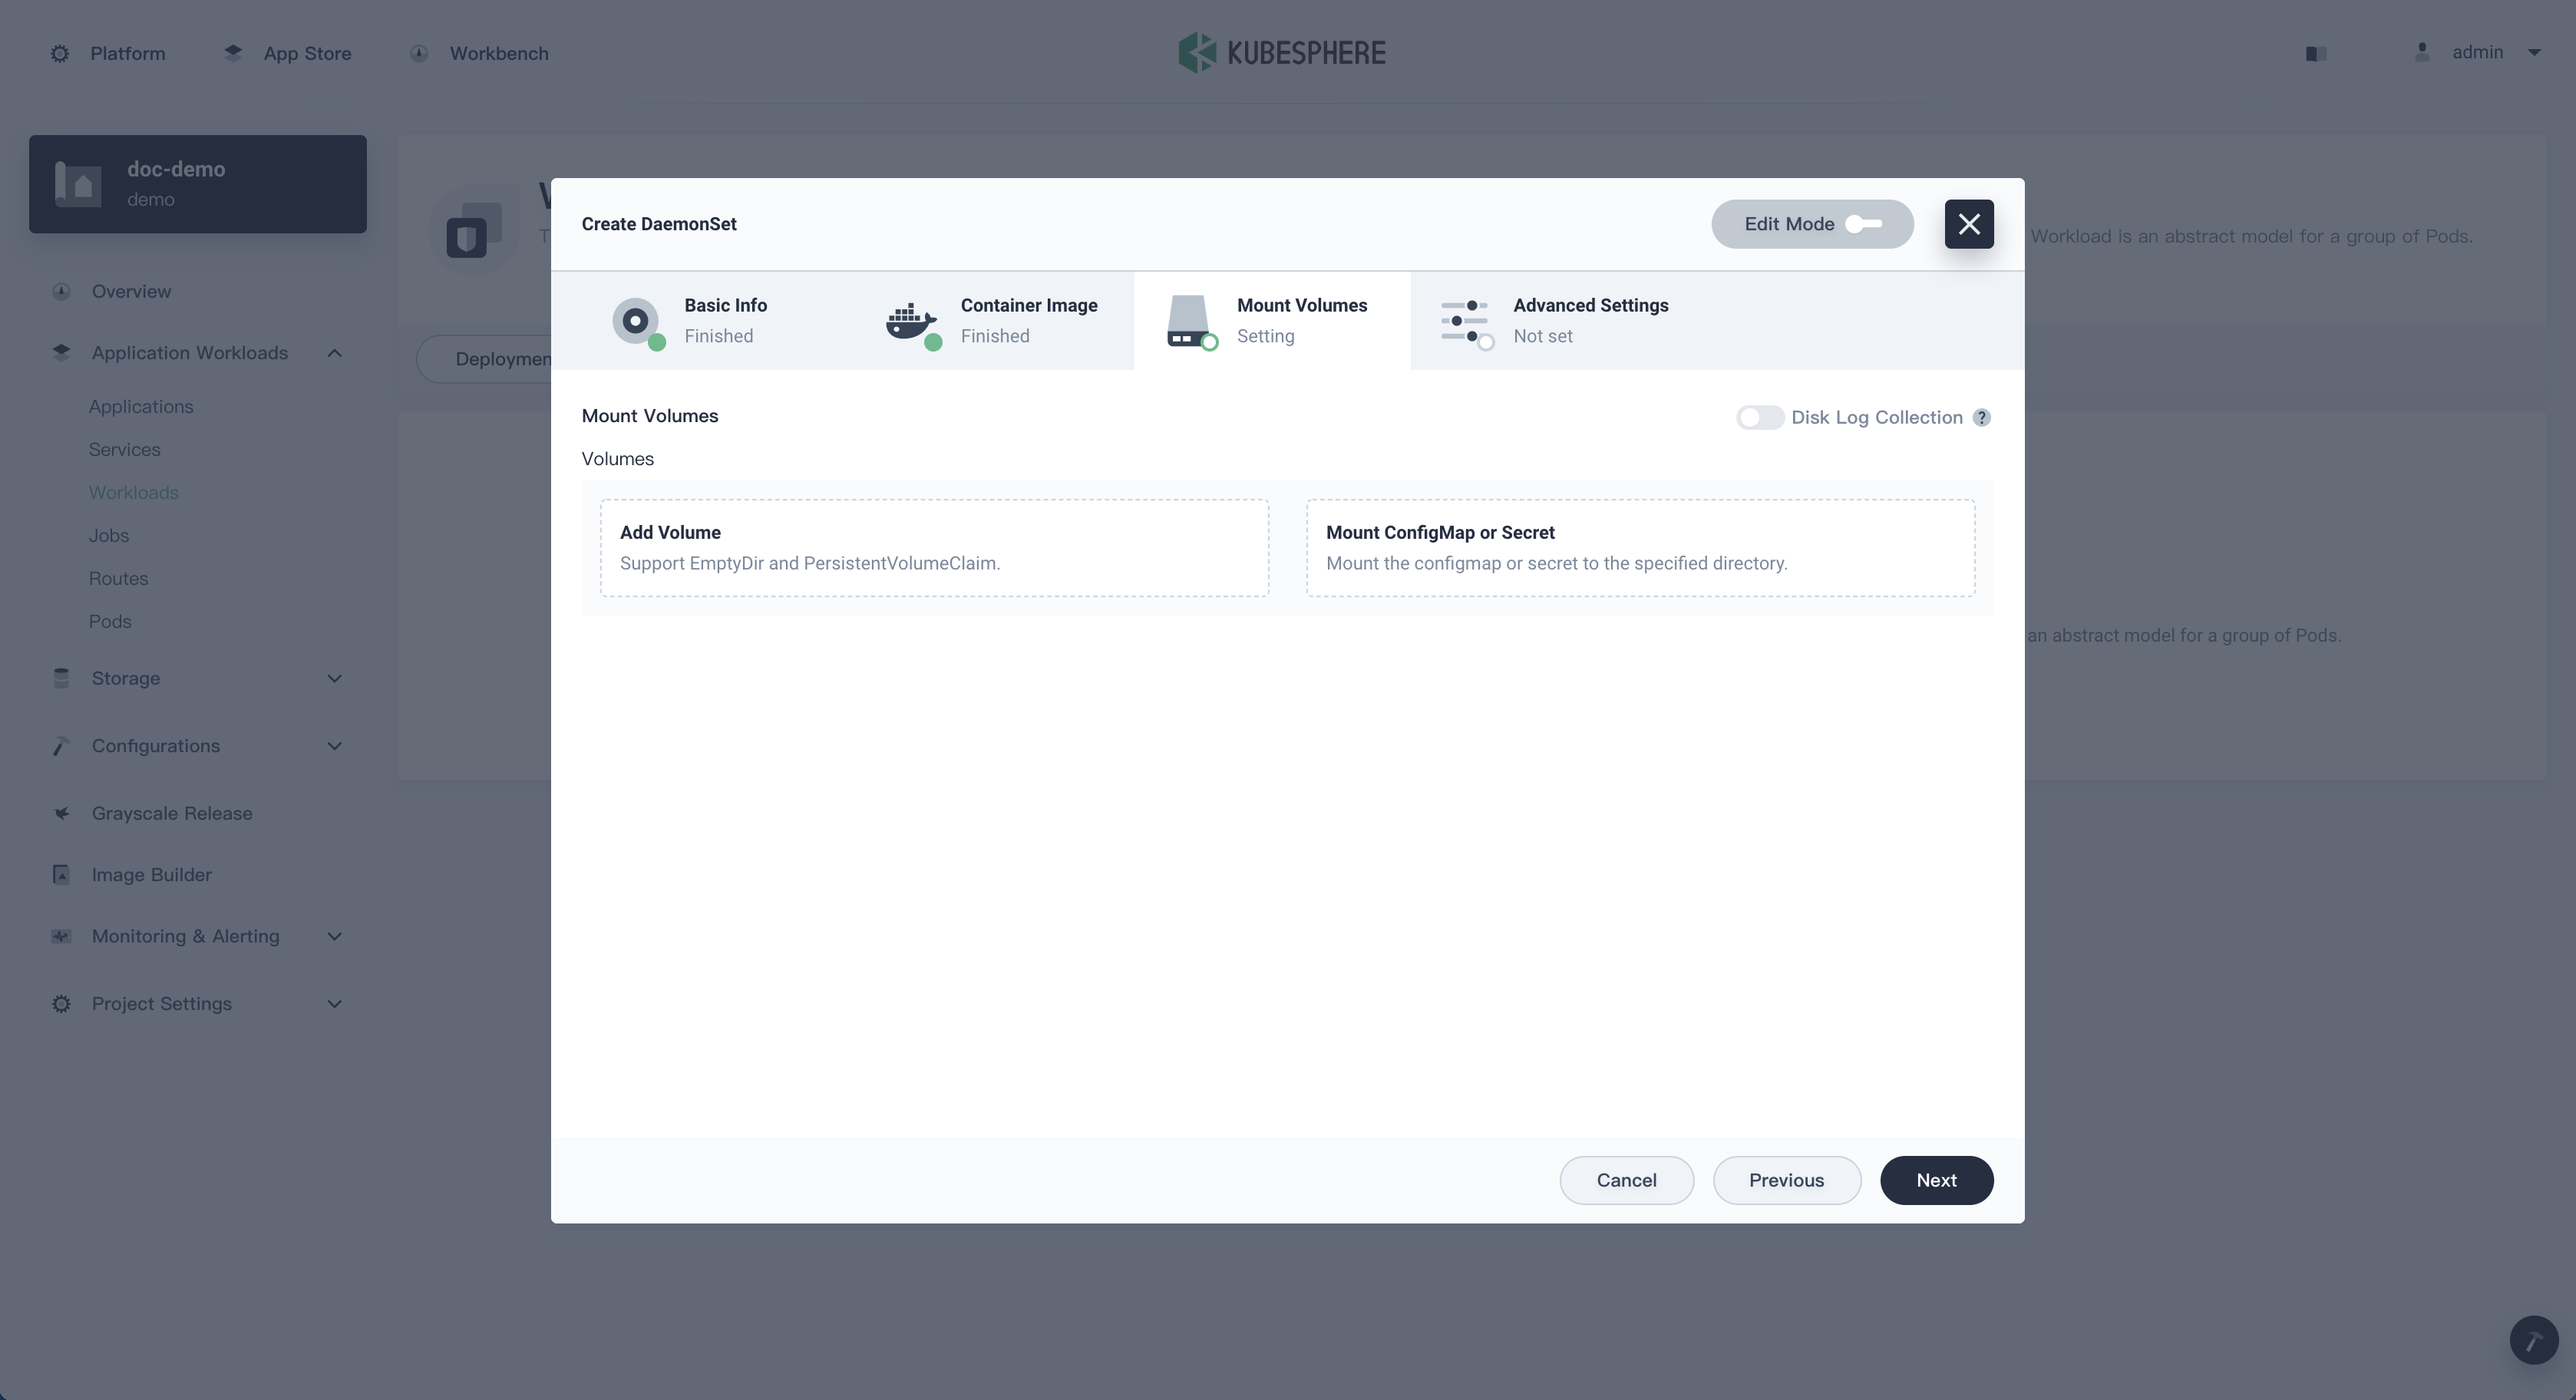 Platform
App Store
Workbench
KUBESPHERE
admin
doc-demo
demo
Overview
Application Workloads
Applications
Services
Workloads
Jobs
Routes
Pods
Storage
Configurations
Grayscale Release
Image Builder
Monitoring & Alerting
Project Settings
Workload is an abstract model for a group of Pods.
an abstract model for a group of Pods.
Create DaemonSet
Edit Mode
Basic Info
Finished
Container Image
Finished
Mount Volumes
Setting
Advanced Settings
Not set
Mount Volumes
Disk Log Collection ?
Volumes
Add Volume
Support EmptyDir and PersistentVolumeClaim.
Mount ConfigMap or Secret
Mount the configmap or secret to the specified directory.
Cancel
Previous
Next